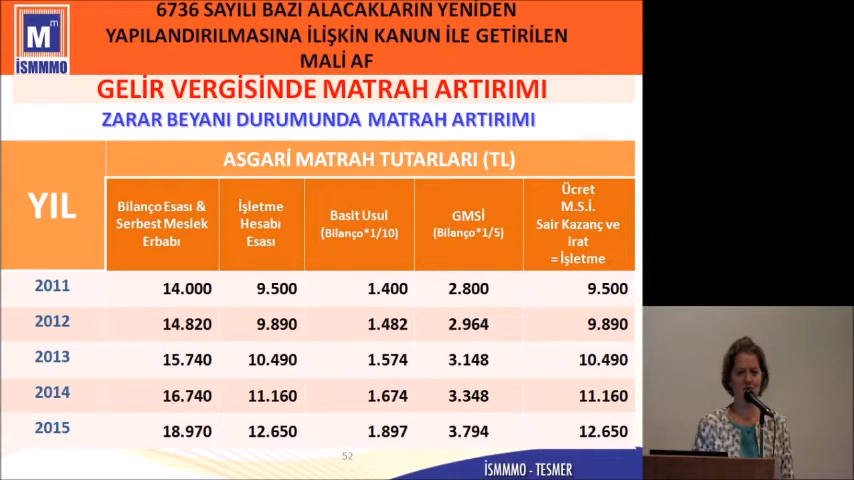 6736 SAYILI BAZI ALACAKLARIN YENİDEN
YAPILANDIRILMASINA İLİŞKİN KANUN İLE GETİRİLEN
MALİ AF
Mm
İSMMMO
GELİR VERGİSİNDE MATRAH ARTIRIMI
ZARAR BEYANI DURUMUNDA MATRAH ARTIRIMI
YIL
ASGARİ MATRAH TUTARLARI (TL)
Bilanço Esası &
Serbest Meslek
Erbabı
İşletme
Hesabı
Esası
Basit Usul
(Bilanço*1/10)
GMSİ
(Bilanço*1/5)
Ücret
M.S.İ.
Sair Kazanç ve
irat
= İşletme
2011 14.000 9.500 1.400 2.800 9.500
2012 14.820 9.890 1.482 2.964 9.890
2013 15.740 10.490 1.574 3.148 10.490
2014 16.740 11.160 1.674 3.348 11.160
2015 18.970 12.650 1.897 3.794 12.650
52
İSMMMO - TESMER